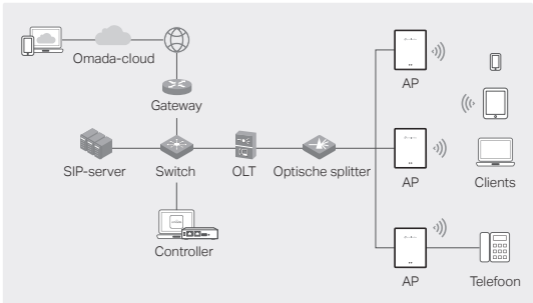 Omada-cloud
Gateway
AP
SIP-server
Switch
OLT
Optische splitter
AP
Clients
Controller
AP
Telefoon